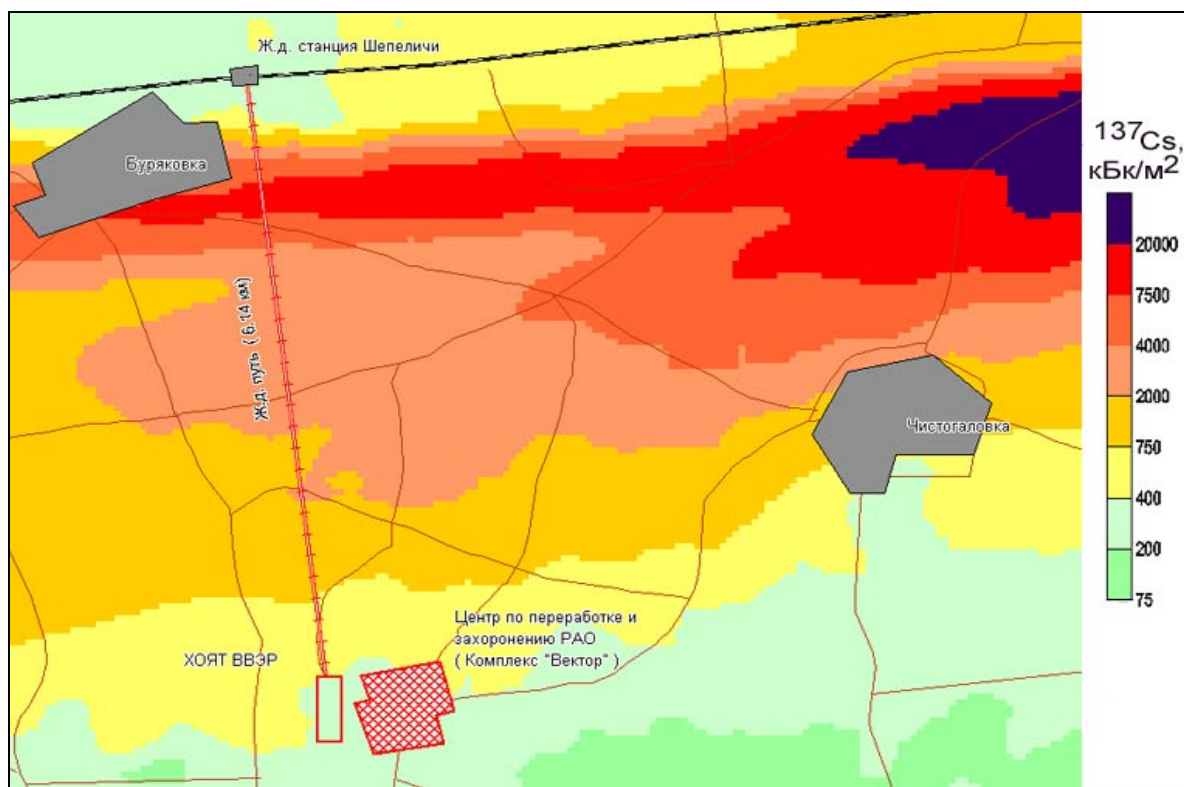 Ж.д. станция Шепеличи
Буряковка
Ж.д. путь ( 6.14 км)
Чистогаловка
Центр по переработке и
захоронению РАО
( Комплекс "Вектор" )
ХОЯТ ВВЭР
137Cs,
кБк/м2
20000
7500
4000
2000
750
400
200
75